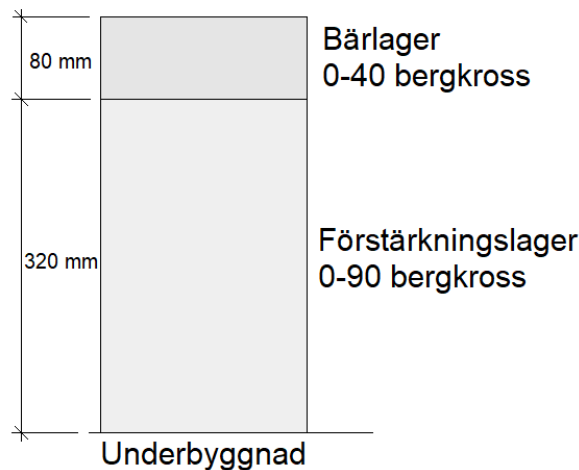 80 mm
Bärlager
0-40 bergkross
320 mm
Förstärkningslager
0-90 bergkross
Underbyggnad